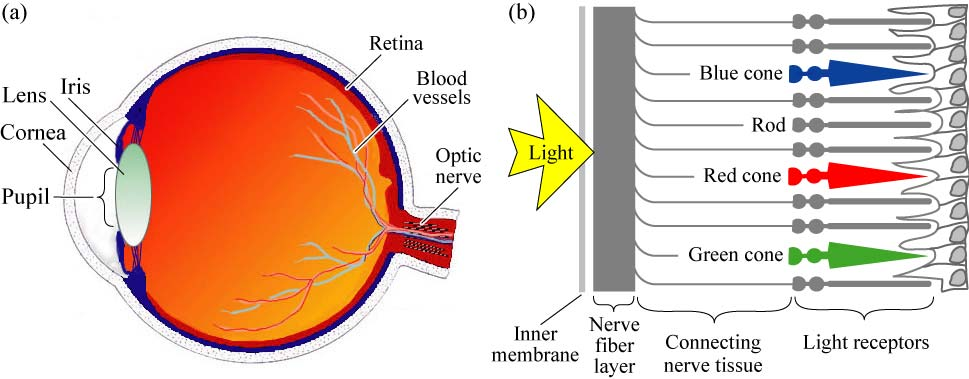 (a)
Retina
Iris
Blood
vessels
Lens
Cornea
Optic
nerve
Pupil
(b)
Blue cone
Rod
Light
Red cone
Green cone
Inner
membrane
Nerve
fiber
layer
Connecting
nerve tissue
Light receptors